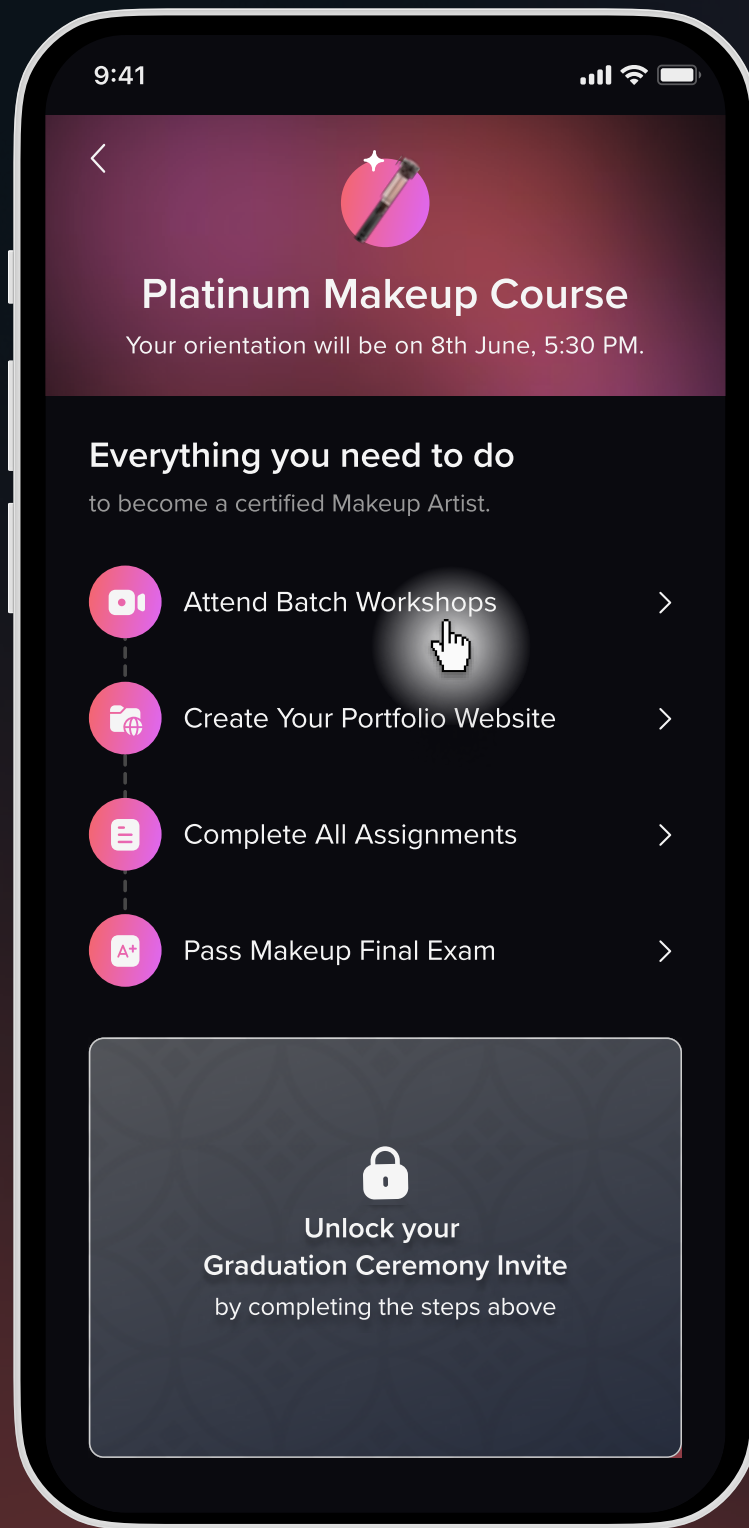 9:41
Platinum Makeup Course
Your orientation will be on 8th June, 5:30 PM.
Everything you need to do
to become a certified Makeup Artist.
Attend Batch Workshops
Create Your Portfolio Website
Complete All Assignments
A+
Pass Makeup Final Exam
Unlock your
Graduation Ceremony Invite
by completing the steps above